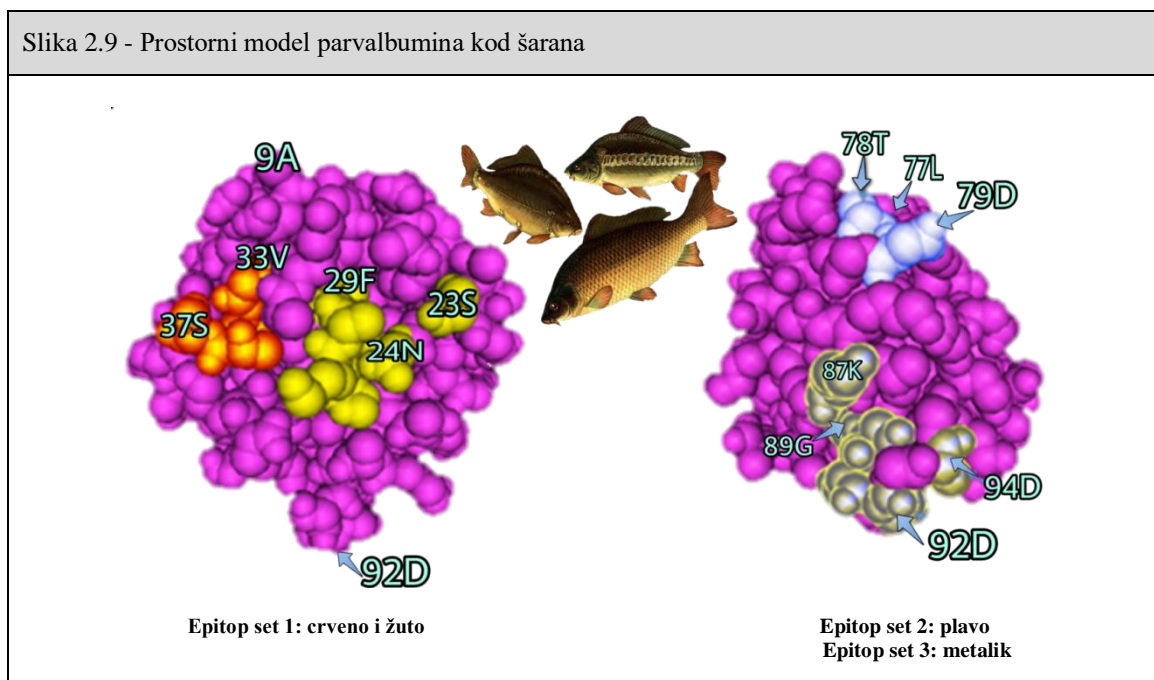 Slika 2.9 - Prostorni model parvalbumina kod šarana
9A
33V
29F
23S
37S
24N
92D
78T
77L
79D
87K
89G
94D
92D
Epitop set 1: crveno i žuto
Epitop set 2: plavo
Epitop set 3: metalik